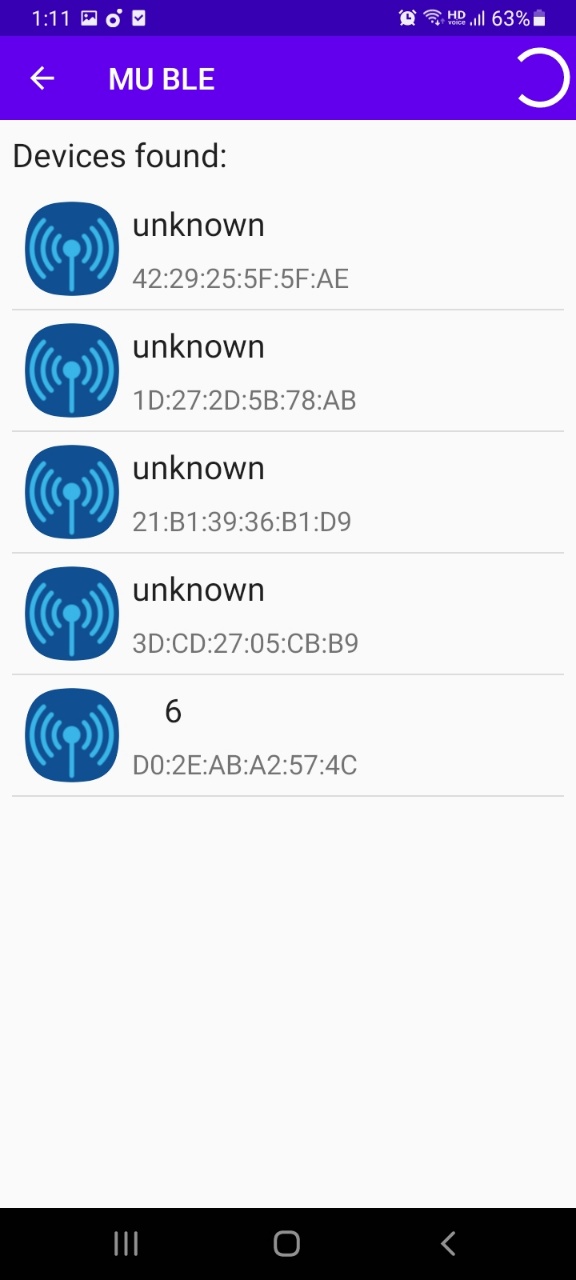 1:11 HD voice 63%
MU BLE
Devices found:
unknown
42:29:25:5F:5F:AE
unknown
1D:27:2D:5B:78:AB
unknown
21:B1:39:36:B1:D9
unknown
3D:CD:27:05:CB:B9
6
D0:2E:AB:A2:57:4C